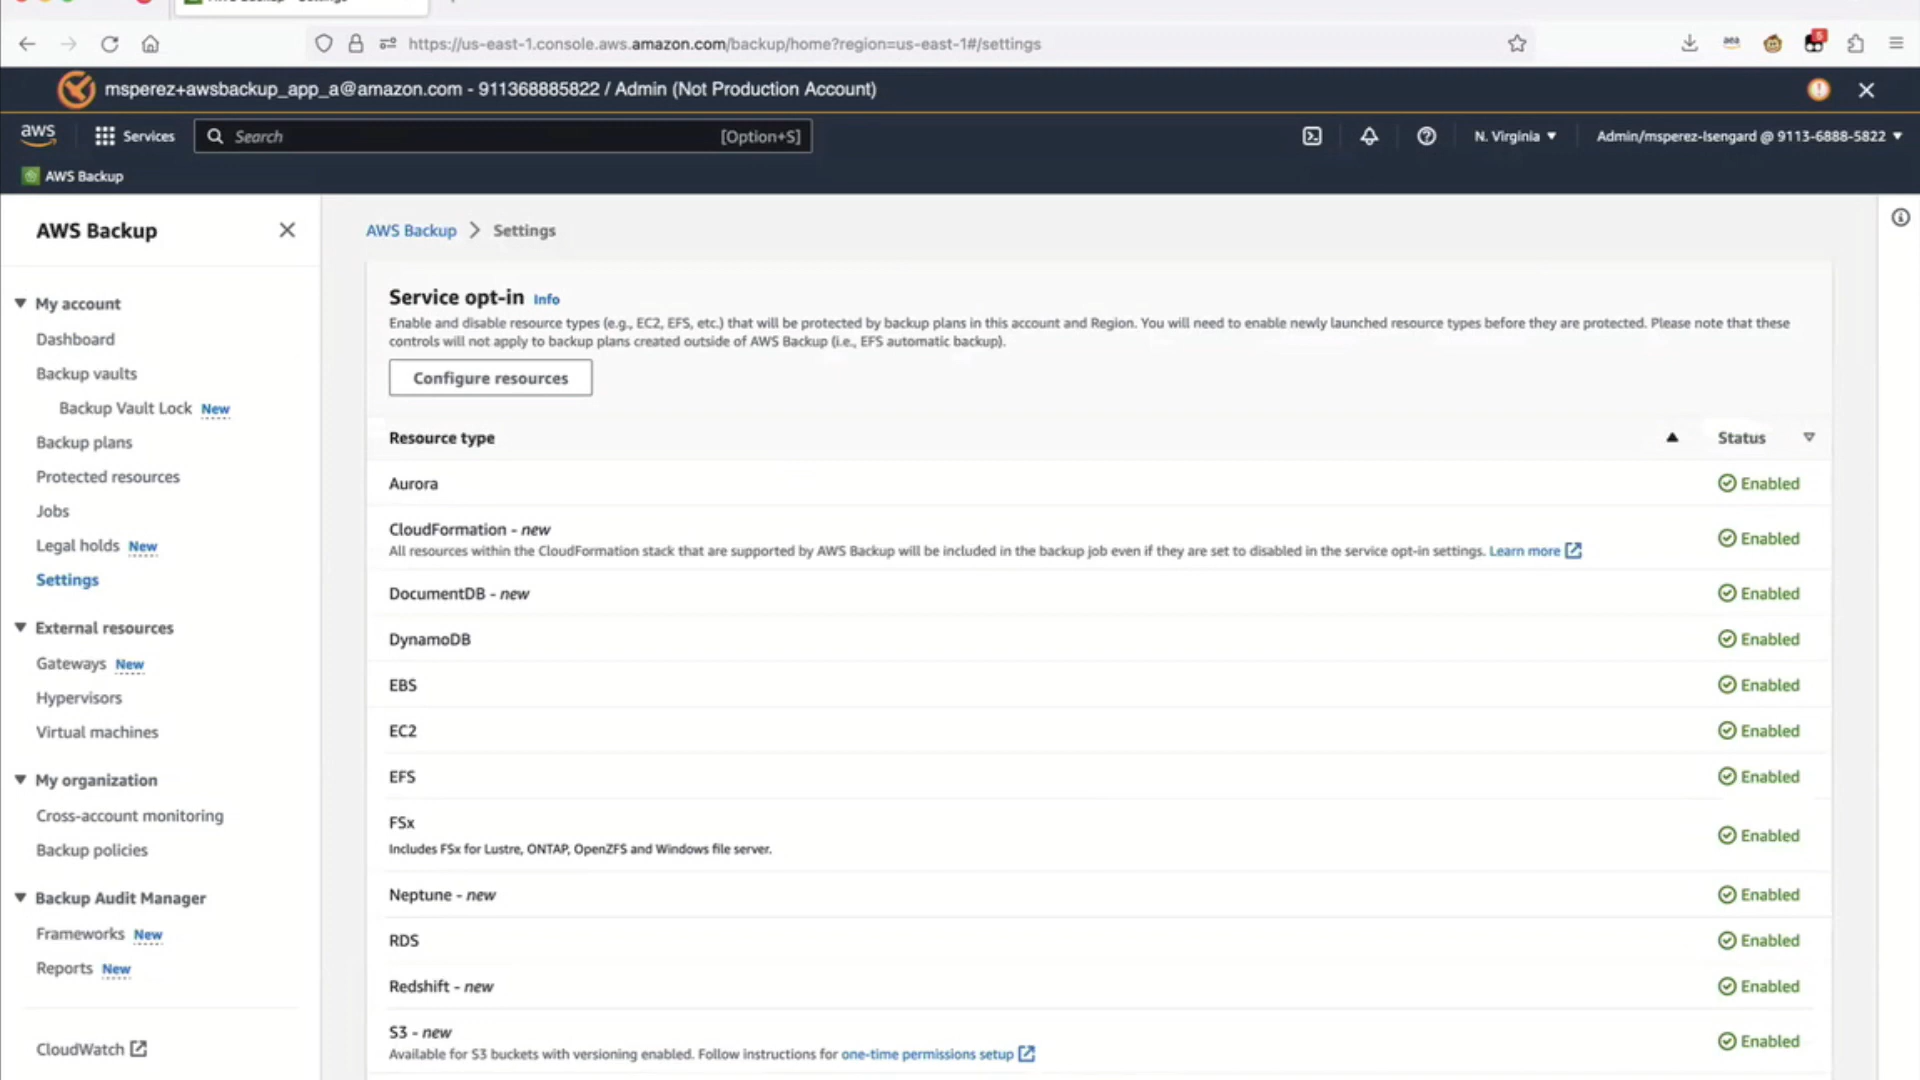 https://us-east-1.console.aws.amazon.com/backup/home?region=us-east-1#/settings
msperez+awsbackup_app_a@amazon.com - 911368885822 / Admin (Not Production Account)
aws
Services
Search
[Option+S]
N. Virginia
Admin/msperez-Isengard @ 9113-6888-5822
AWS Backup
AWS Backup
My account
Dashboard
Backup vaults
Backup Vault Lock New
Backup plans
Protected resources
Jobs
Legal holds New
Settings
External resources
Gateways New
Hypervisors
Virtual machines
My organization
Cross-account monitoring
Backup policies
Backup Audit Manager
Frameworks New
Reports New
CloudWatch
AWS Backup > Settings
Service opt-in Info
Enable and disable resource types (e.g., EC2, EFS, etc.) that will be protected by backup plans in this account and Region. You will need to enable newly launched resource types before they are protected. Please note that these
controls will not apply to backup plans created outside of AWS Backup (i.e., EFS automatic backup).
Configure resources
Resource type Status
Aurora Enabled
CloudFormation - new
All resources within the CloudFormation stack that are supported by AWS Backup will be included in the backup job even if they are set to disabled in the service opt-in settings. Learn more
Enabled
DocumentDB - new Enabled
DynamoDB Enabled
EBS Enabled
EC2 Enabled
EFS Enabled
FSx
Includes FSx for Lustre, ONTAP, OpenZFS and Windows file server.
Enabled
Neptune - new Enabled
RDS Enabled
Redshift - new Enabled
S3 - new
Available for S3 buckets with versioning enabled. Follow instructions for one-time permissions setup
Enabled